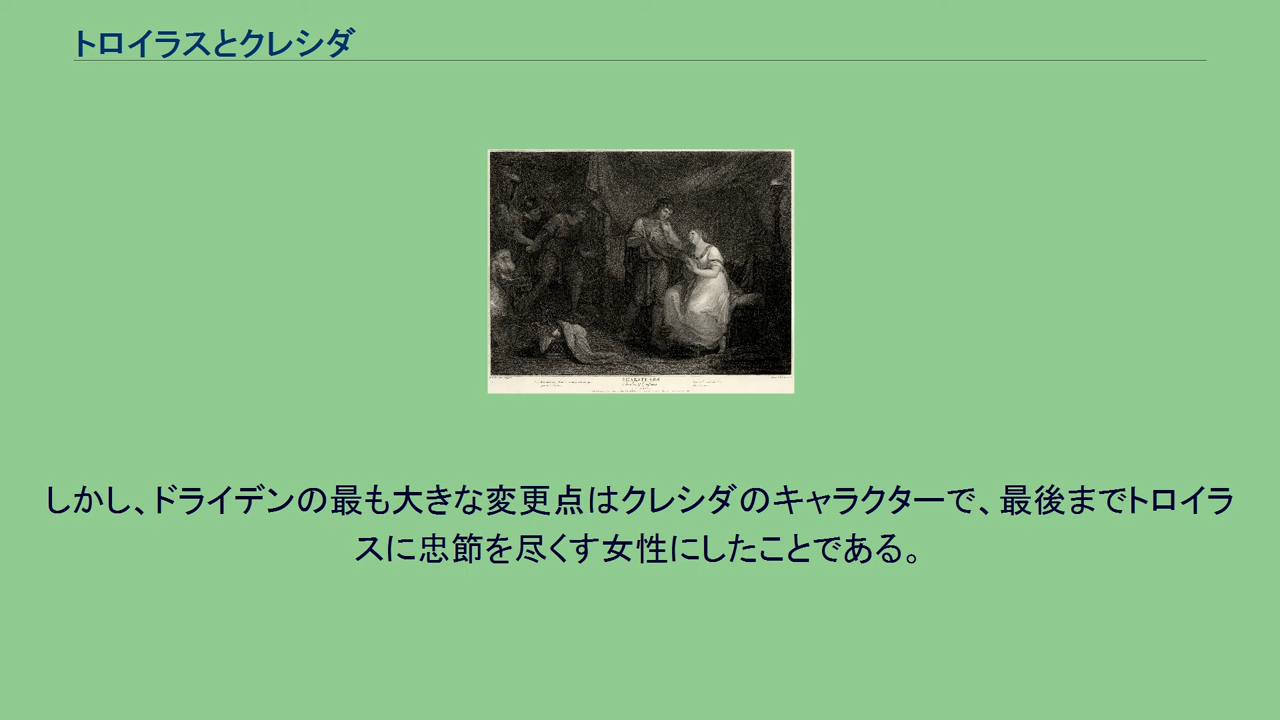 トロイラスとクレシダ
しかし、ドライデンの最も大きな変更点はクレシダのキャラクターで、最後までトロイラ
スに忠節を尽くす女性にしたことである。